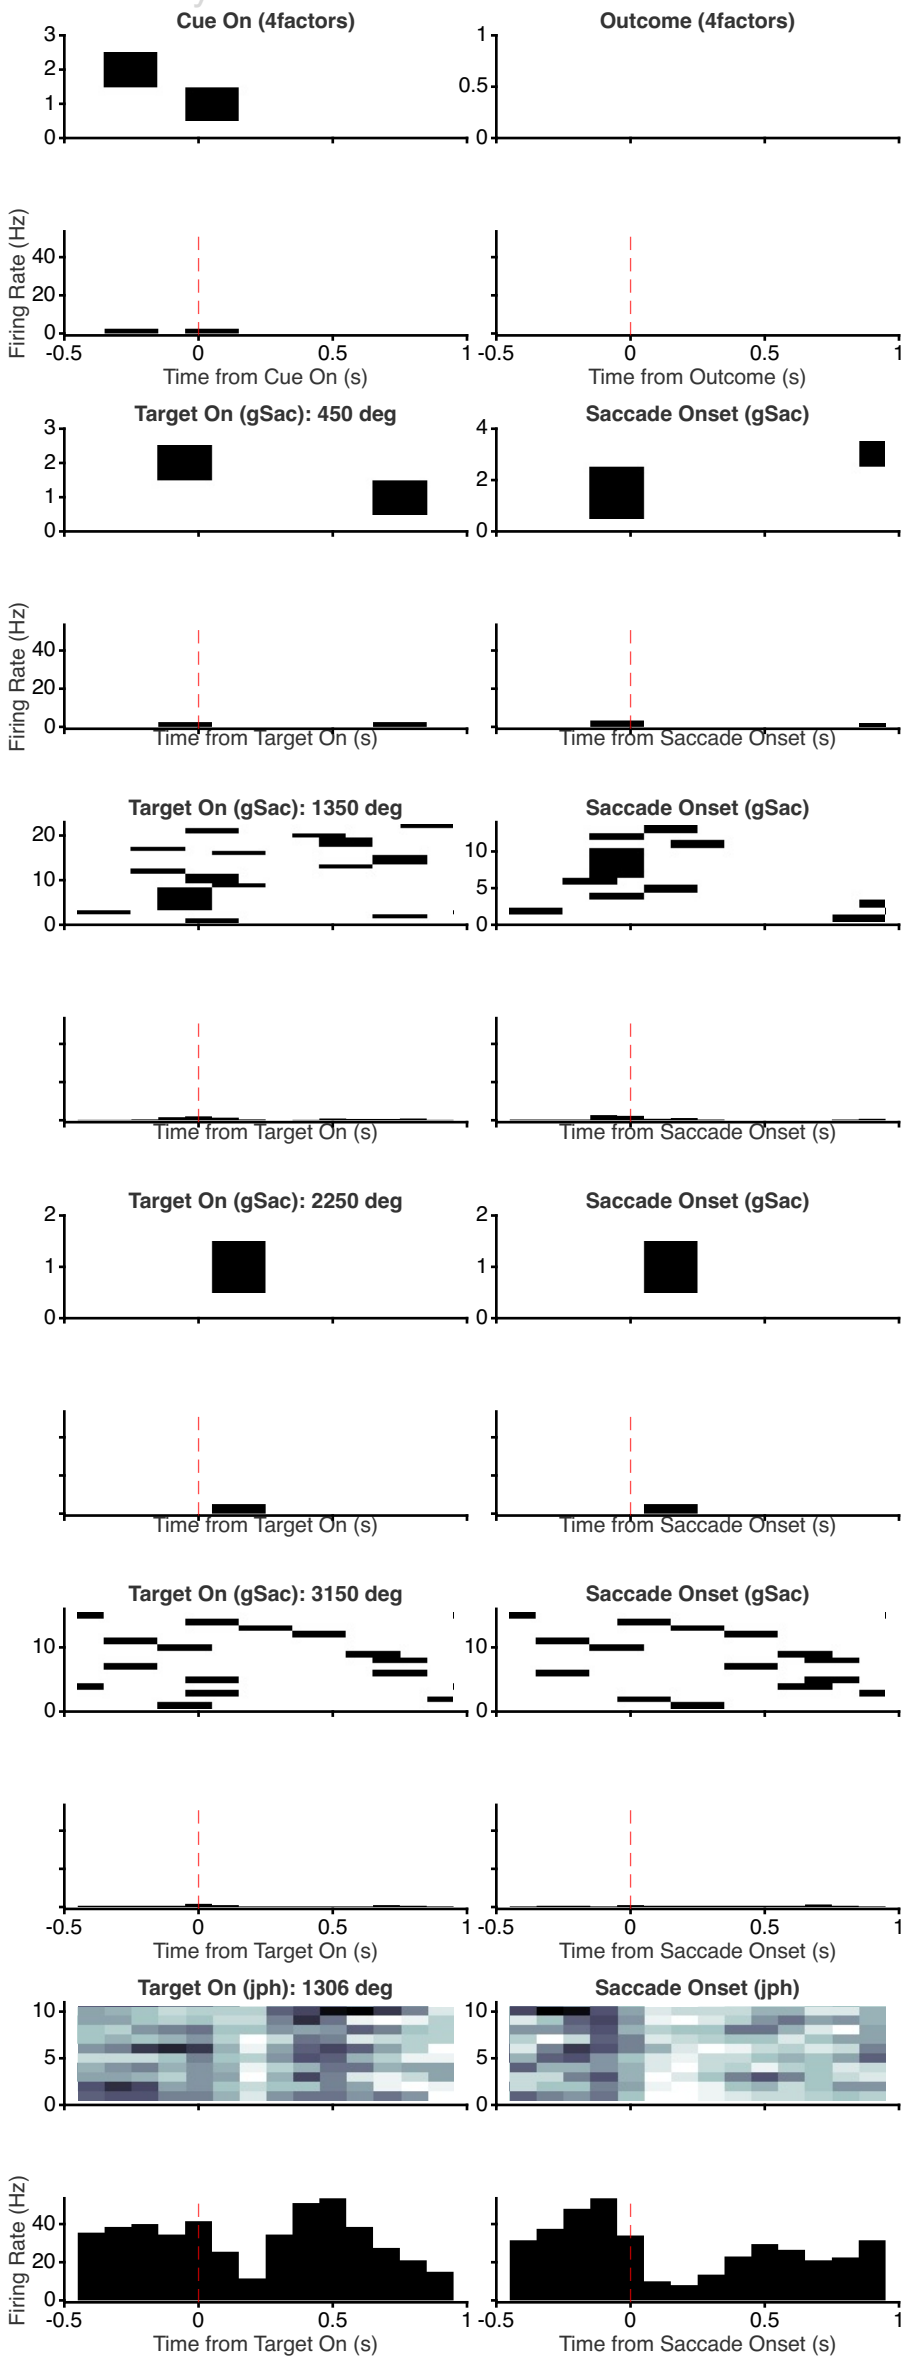 Cue On (4factors) Outcome (4factors)
3 1
2
0.5
1
0 0
Firing Rate (Hz)
40
20
0
-0.5 0 0.5 1 -0.5 0 0.5 1
Time from Cue On (s) Time from Outcome (s)
Target On (gSac): 450 deg Saccade Onset (gSac)
3 4
2
2
1
0 0
Firing Rate (Hz)
40
20
0
Time from Target On (s) Time from Saccade Onset (s)
Target On (gSac): 1350 deg Saccade Onset (gSac)
20
10
10
5
0 0
Time from Target On (s) Time from Saccade Onset (s)
Target On (gSac): 2250 deg Saccade Onset (gSac)
2 2
1 1
0 0
Time from Target On (s) Time from Saccade Onset (s)
Target On (gSac): 3150 deg Saccade Onset (gSac)
10 10
0 0
-0.5 0 0.5 1 -0.5 0 0.5 1
Time from Target On (s) Time from Saccade Onset (s)
Target On (jph): 1306 deg Saccade Onset (jph)
10 10
5 5
0 0
Firing Rate (Hz)
40
20
0
-0.5 0 0.5 1 -0.5 0 0.5 1
Time from Target On (s) Time from Saccade Onset (s)